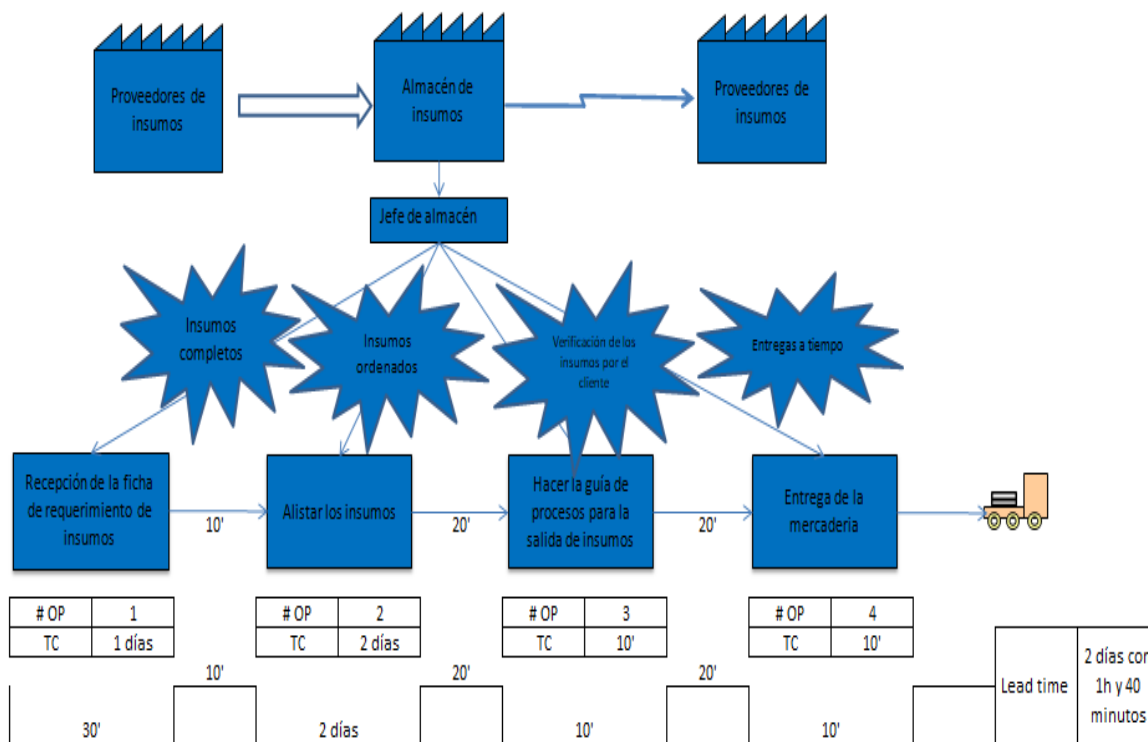 Proveedores de
insumos
Almacén de
insumos
Proveedores de
insumos
Jefe de almacén
Insumos
completos
Insumos
ordenados
Verificación de los
insumos por el
cliente
Entregas a tiempo
Recepción de la ficha
de requerimiento de
insumos
10'
Alistar los insumos
20'
Hacer la guía de
procesos para la
salida de insumos
20'
Entrega de la
mercaderia
# OP 1
TC 1 días
# OP 2
TC 2 días
# OP 3
TC 10'
# OP 4
TC 10'
10'
20'
20'
30'
2 días
10'
10'
Lead time
2 días con
1h y 40
minutos